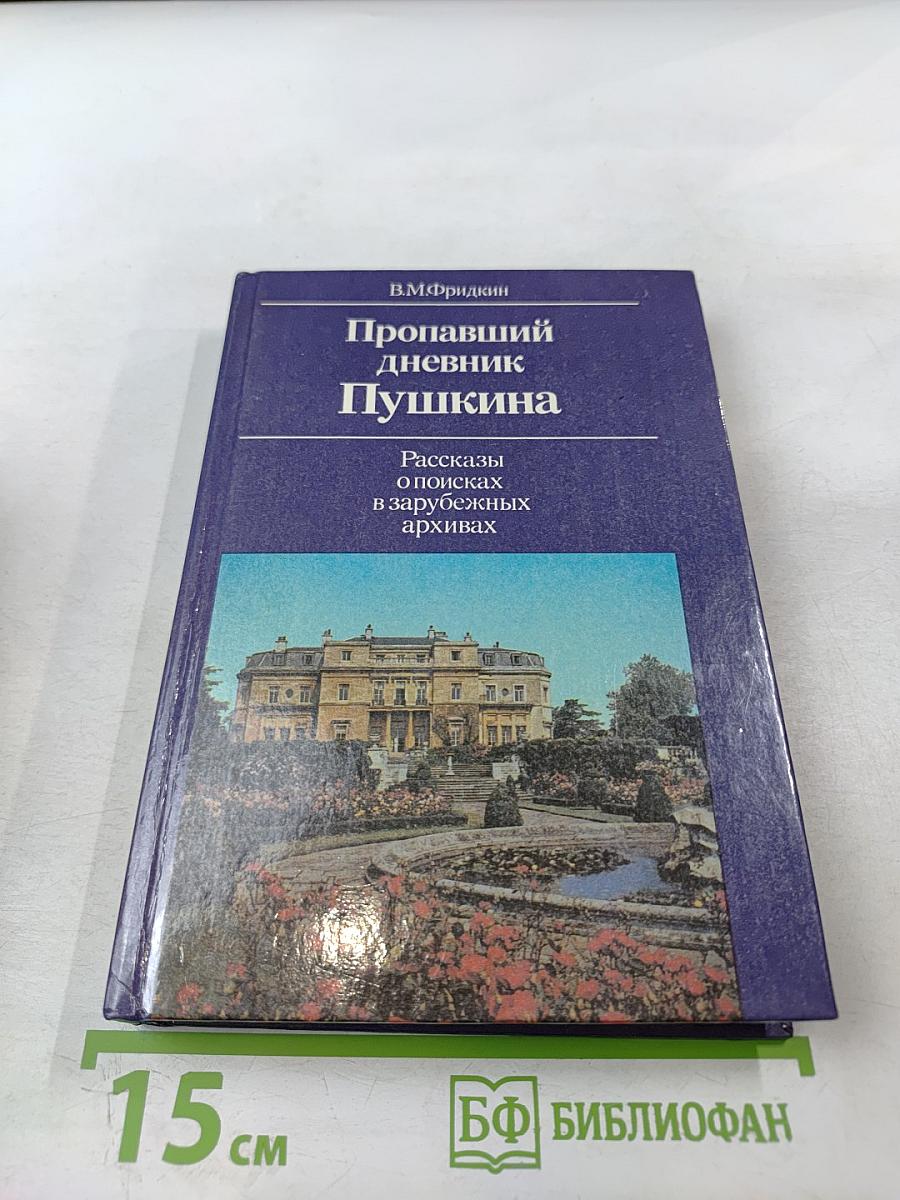 В.М.Фридкин
Пропавший
дневник
Пушкина
Рассказы
о поисках
в зарубежных
архивах
15 см
БФ БИБЛИОФАН